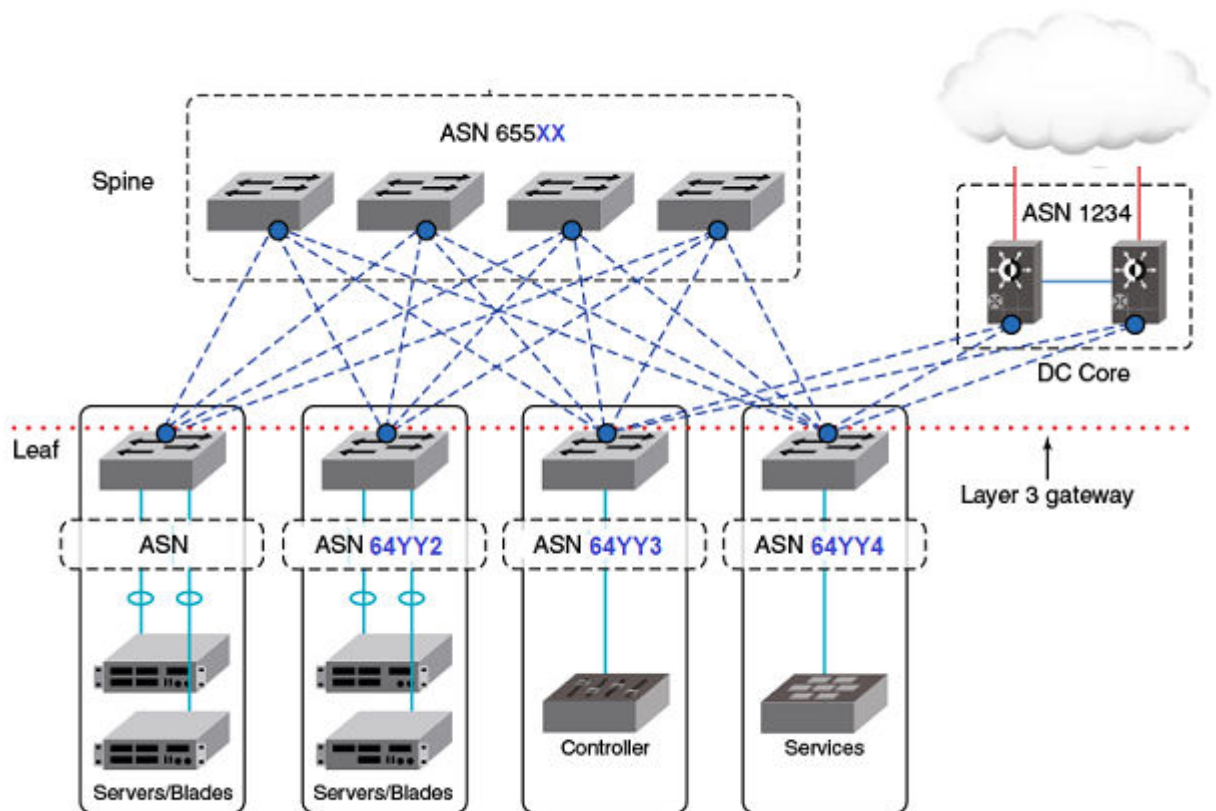 ASN 655XX
Spine
ASN 1234
DC Core
Leaf
Layer 3 gateway
ASN
ASN 64YY2
ASN 64YY3
ASN 64YY4
Controller
Services
Servers/Blades
Servers/Blades